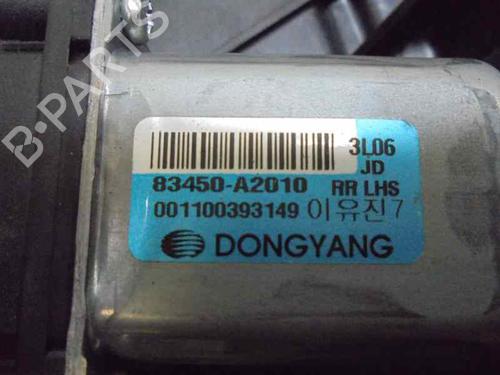 B-PARTS
3L06
JD
83450-A2010 RR LHS
001100393149 이유진7
DONGYANG